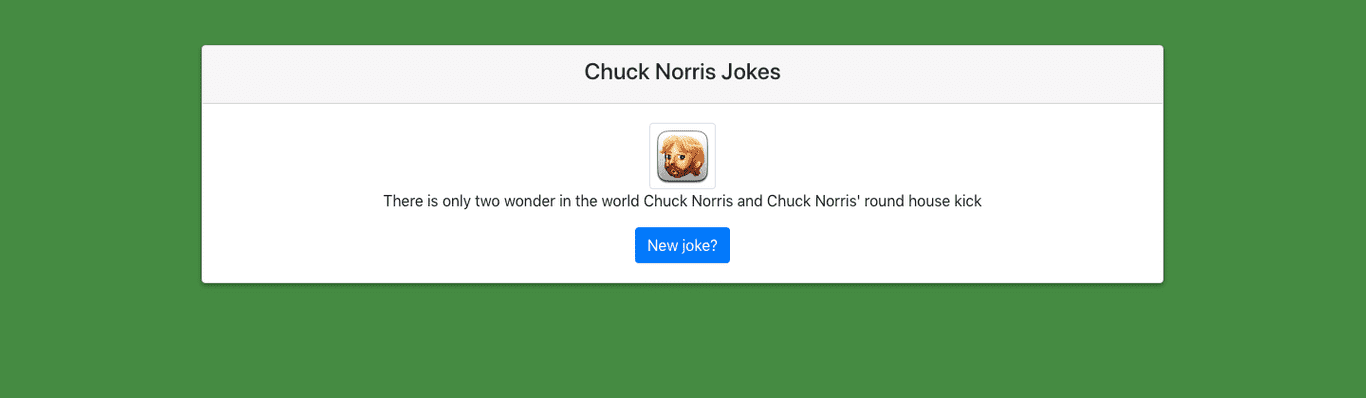 Chuck Norris Jokes
There is only two wonder in the world Chuck Norris and Chuck Norris' round house kick
New joke?